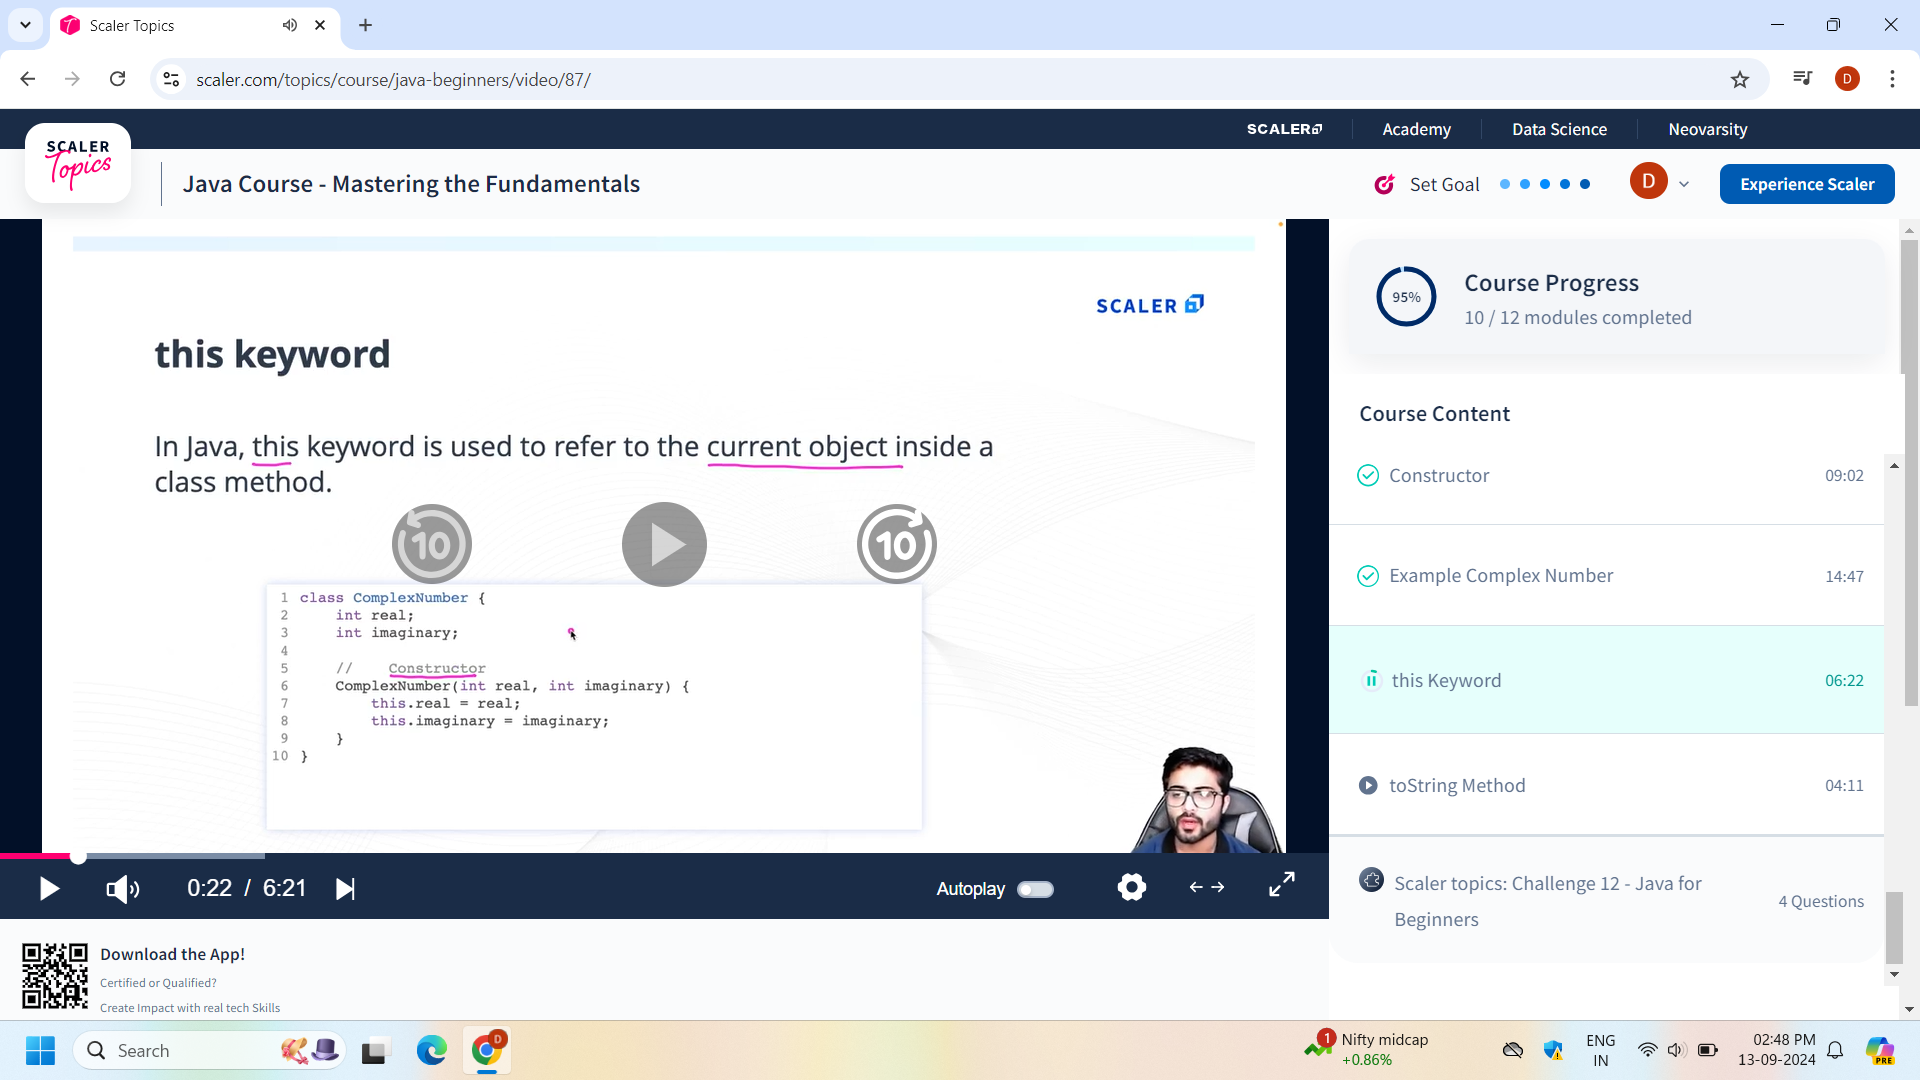 Scaler Topics
scaler.com/topics/course/java-beginners/video/87/
D
SCALER
Academy
Data Science
Neovarsity
SCALER
Topics
Java Course - Mastering the Fundamentals
Set Goal
D
Experience Scaler
SCALER
this keyword
In Java, this keyword is used to refer to the current object inside a
class method.
10
10
1 class ComplexNumber {
2 int real;
3 int imaginary;
4
5 // Constructor
6 ComplexNumber(int real, int imaginary) {
7 this.real = real;
8 this.imaginary = imaginary;
9 }
10 }
0:22 / 6:21
Autoplay
95%
Course Progress
10 / 12 modules completed
Course Content
Constructor 09:02
Example Complex Number 14:47
this Keyword 06:22
toString Method 04:11
Scaler topics: Challenge 12 - Java for
Beginners
4 Questions
Download the App!
Certified or Qualified?
Create Impact with real tech Skills
Search
D
1
Nifty midcap
+0.86%
ENG
IN
02:48 PM
13-09-2024
PRE